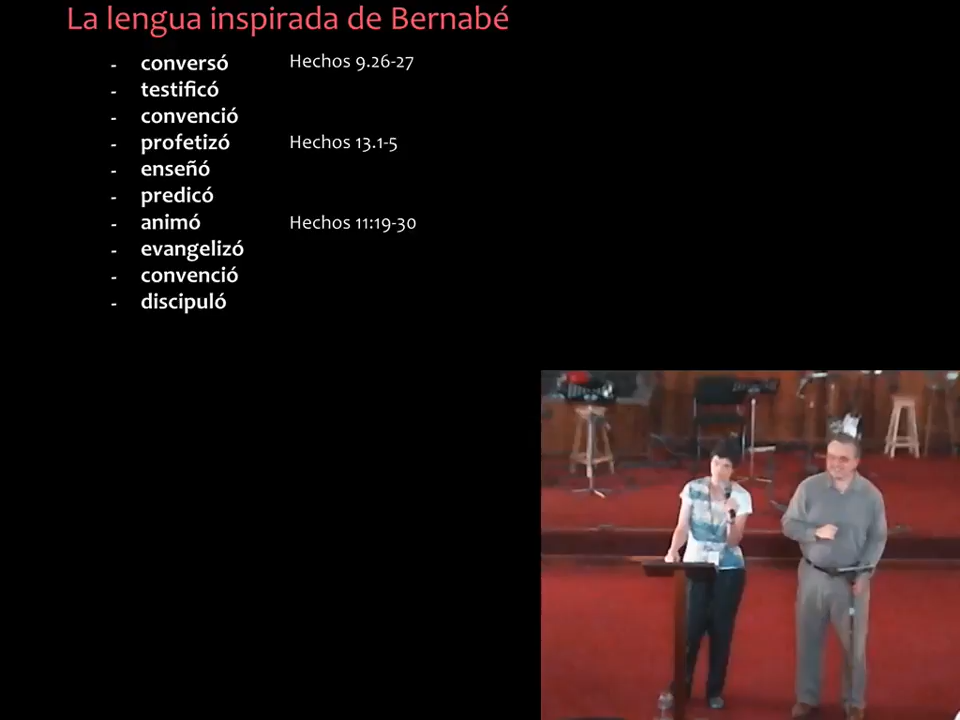 La lengua inspirada de Bernabé
- conversó Hechos 9.26-27
- testificó
- convenció
- profetizó Hechos 13.1-5
- enseñó
- predicó
- animó Hechos 11:19-30
- evangelizó
- convenció
- discipuló